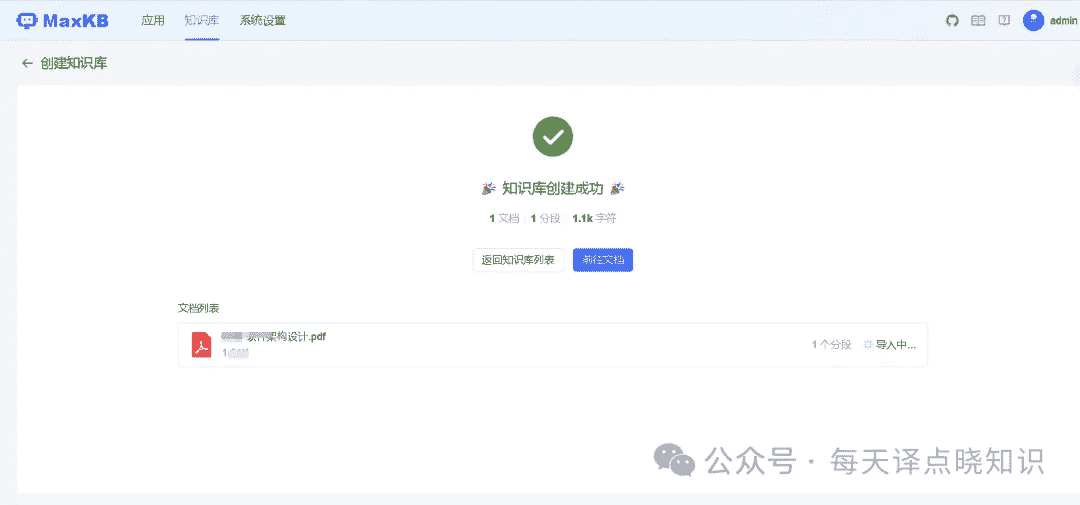 MaxKB 应用 知识库 系统设置 admin
← 创建知识库
知识库创建成功
1 文档 1 分段 1.1k 字符
返回知识库列表 前往文档
文档列表
软件架构设计.pdf
1个分段 导入中...
公众号 · 每天译点晓知识